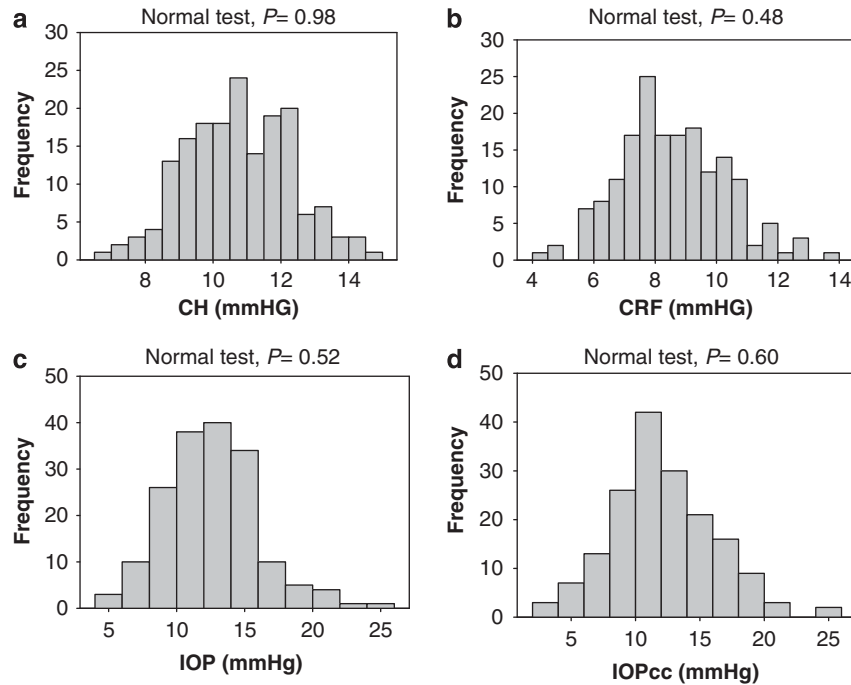 a
Normal test, P= 0.98
30
25
20
15
10
5
0
Frequency
8 10 12 14
CH (mmHG)
b
Normal test, P= 0.48
30
25
20
15
10
5
0
Frequency
4 6 8 10 12 14
CRF (mmHG)
c
Normal test, P= 0.52
50
40
30
20
10
0
Frequency
5 10 15 20 25
IOP (mmHg)
d
Normal test, P= 0.60
50
40
30
20
10
0
Frequency
5 10 15 20 25
IOPcc (mmHg)